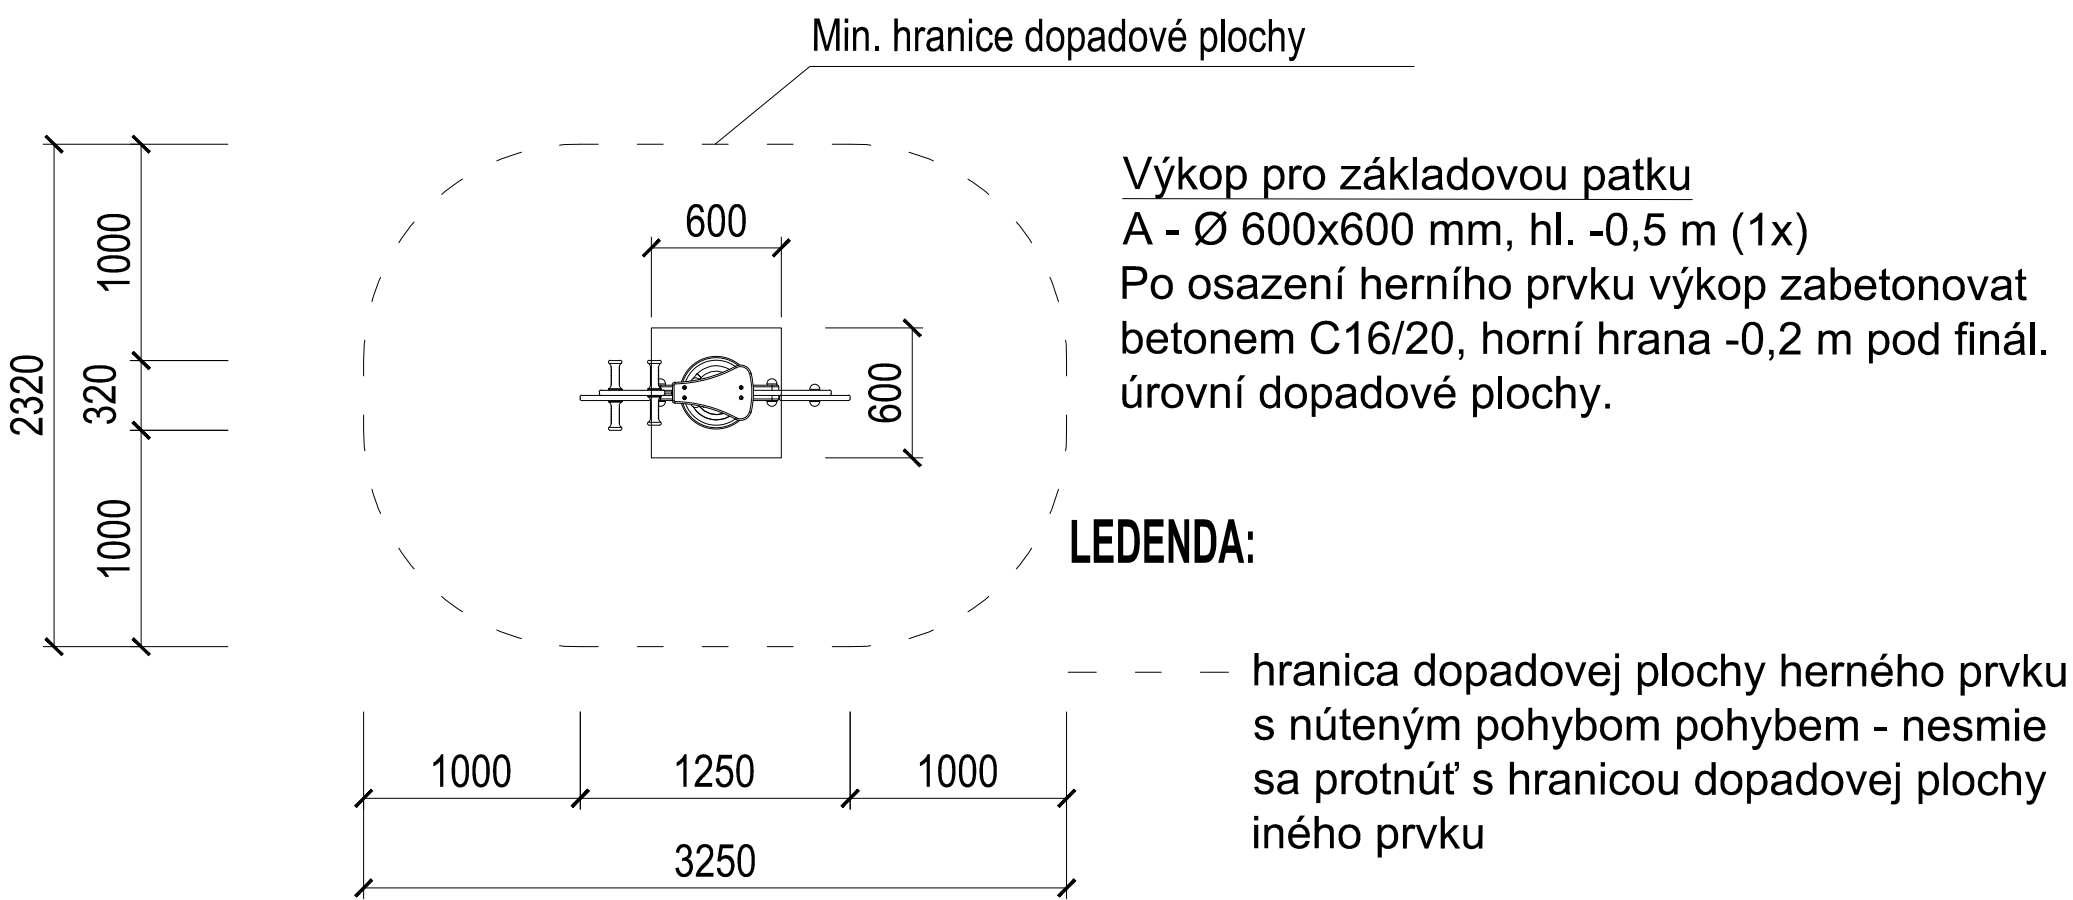 Min. hranice dopadové plochy
Výkop pro základovou patku
A - Ø 600x600 mm, hl. -0,5 m (1x)
Po osazení herního prvku výkop zabetonovat
betonem C16/20, horní hrana -0,2 m pod finál.
úrovní dopadové plochy.
600
600
1000
320
1000
2320
LEDENDA:
hranica dopadovej plochy herného prvku
s núteným pohybom pohybem - nesmie
sa protnúť s hranicou dopadovej plochy
iného prvku
1000
1250
1000
3250